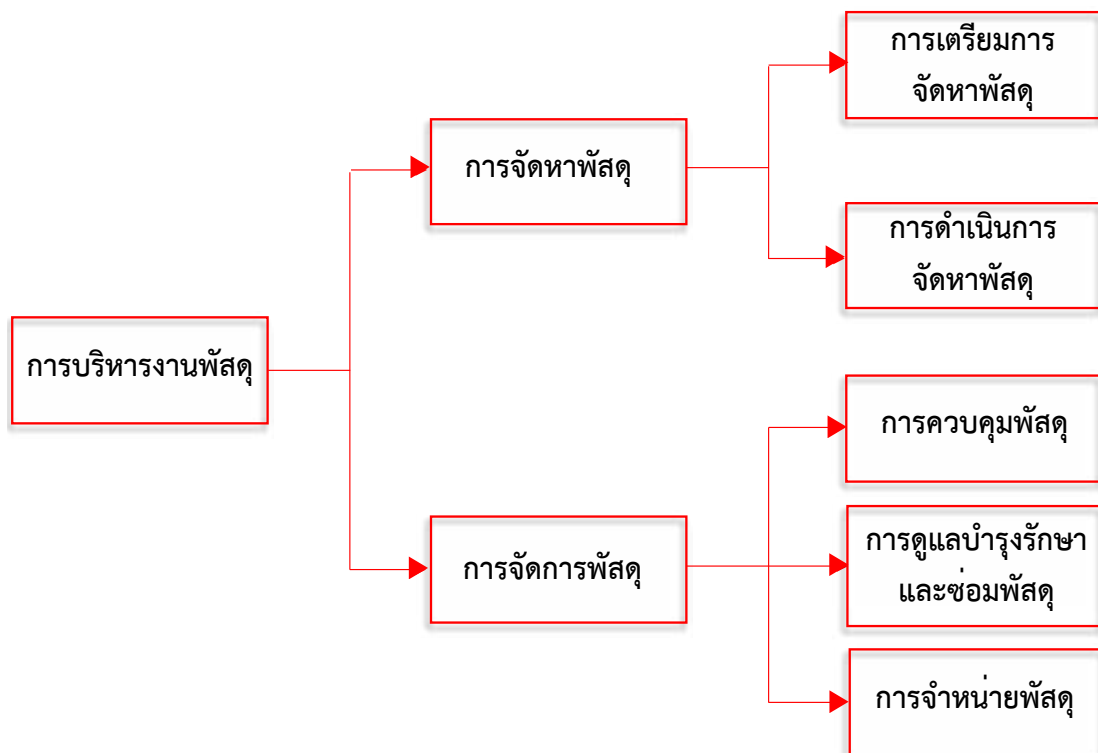 การเตรียมการ
จัดหาพัสดุ
การจัดหาพัสดุ
การดำเนินการ
จัดหาพัสดุ
การบริหารงานพัสดุ
การควบคุมพัสดุ
การจัดการพัสดุ
การดูแลบำรุงรักษา
และซ่อมพัสดุ
การจำหน่ายพัสดุ